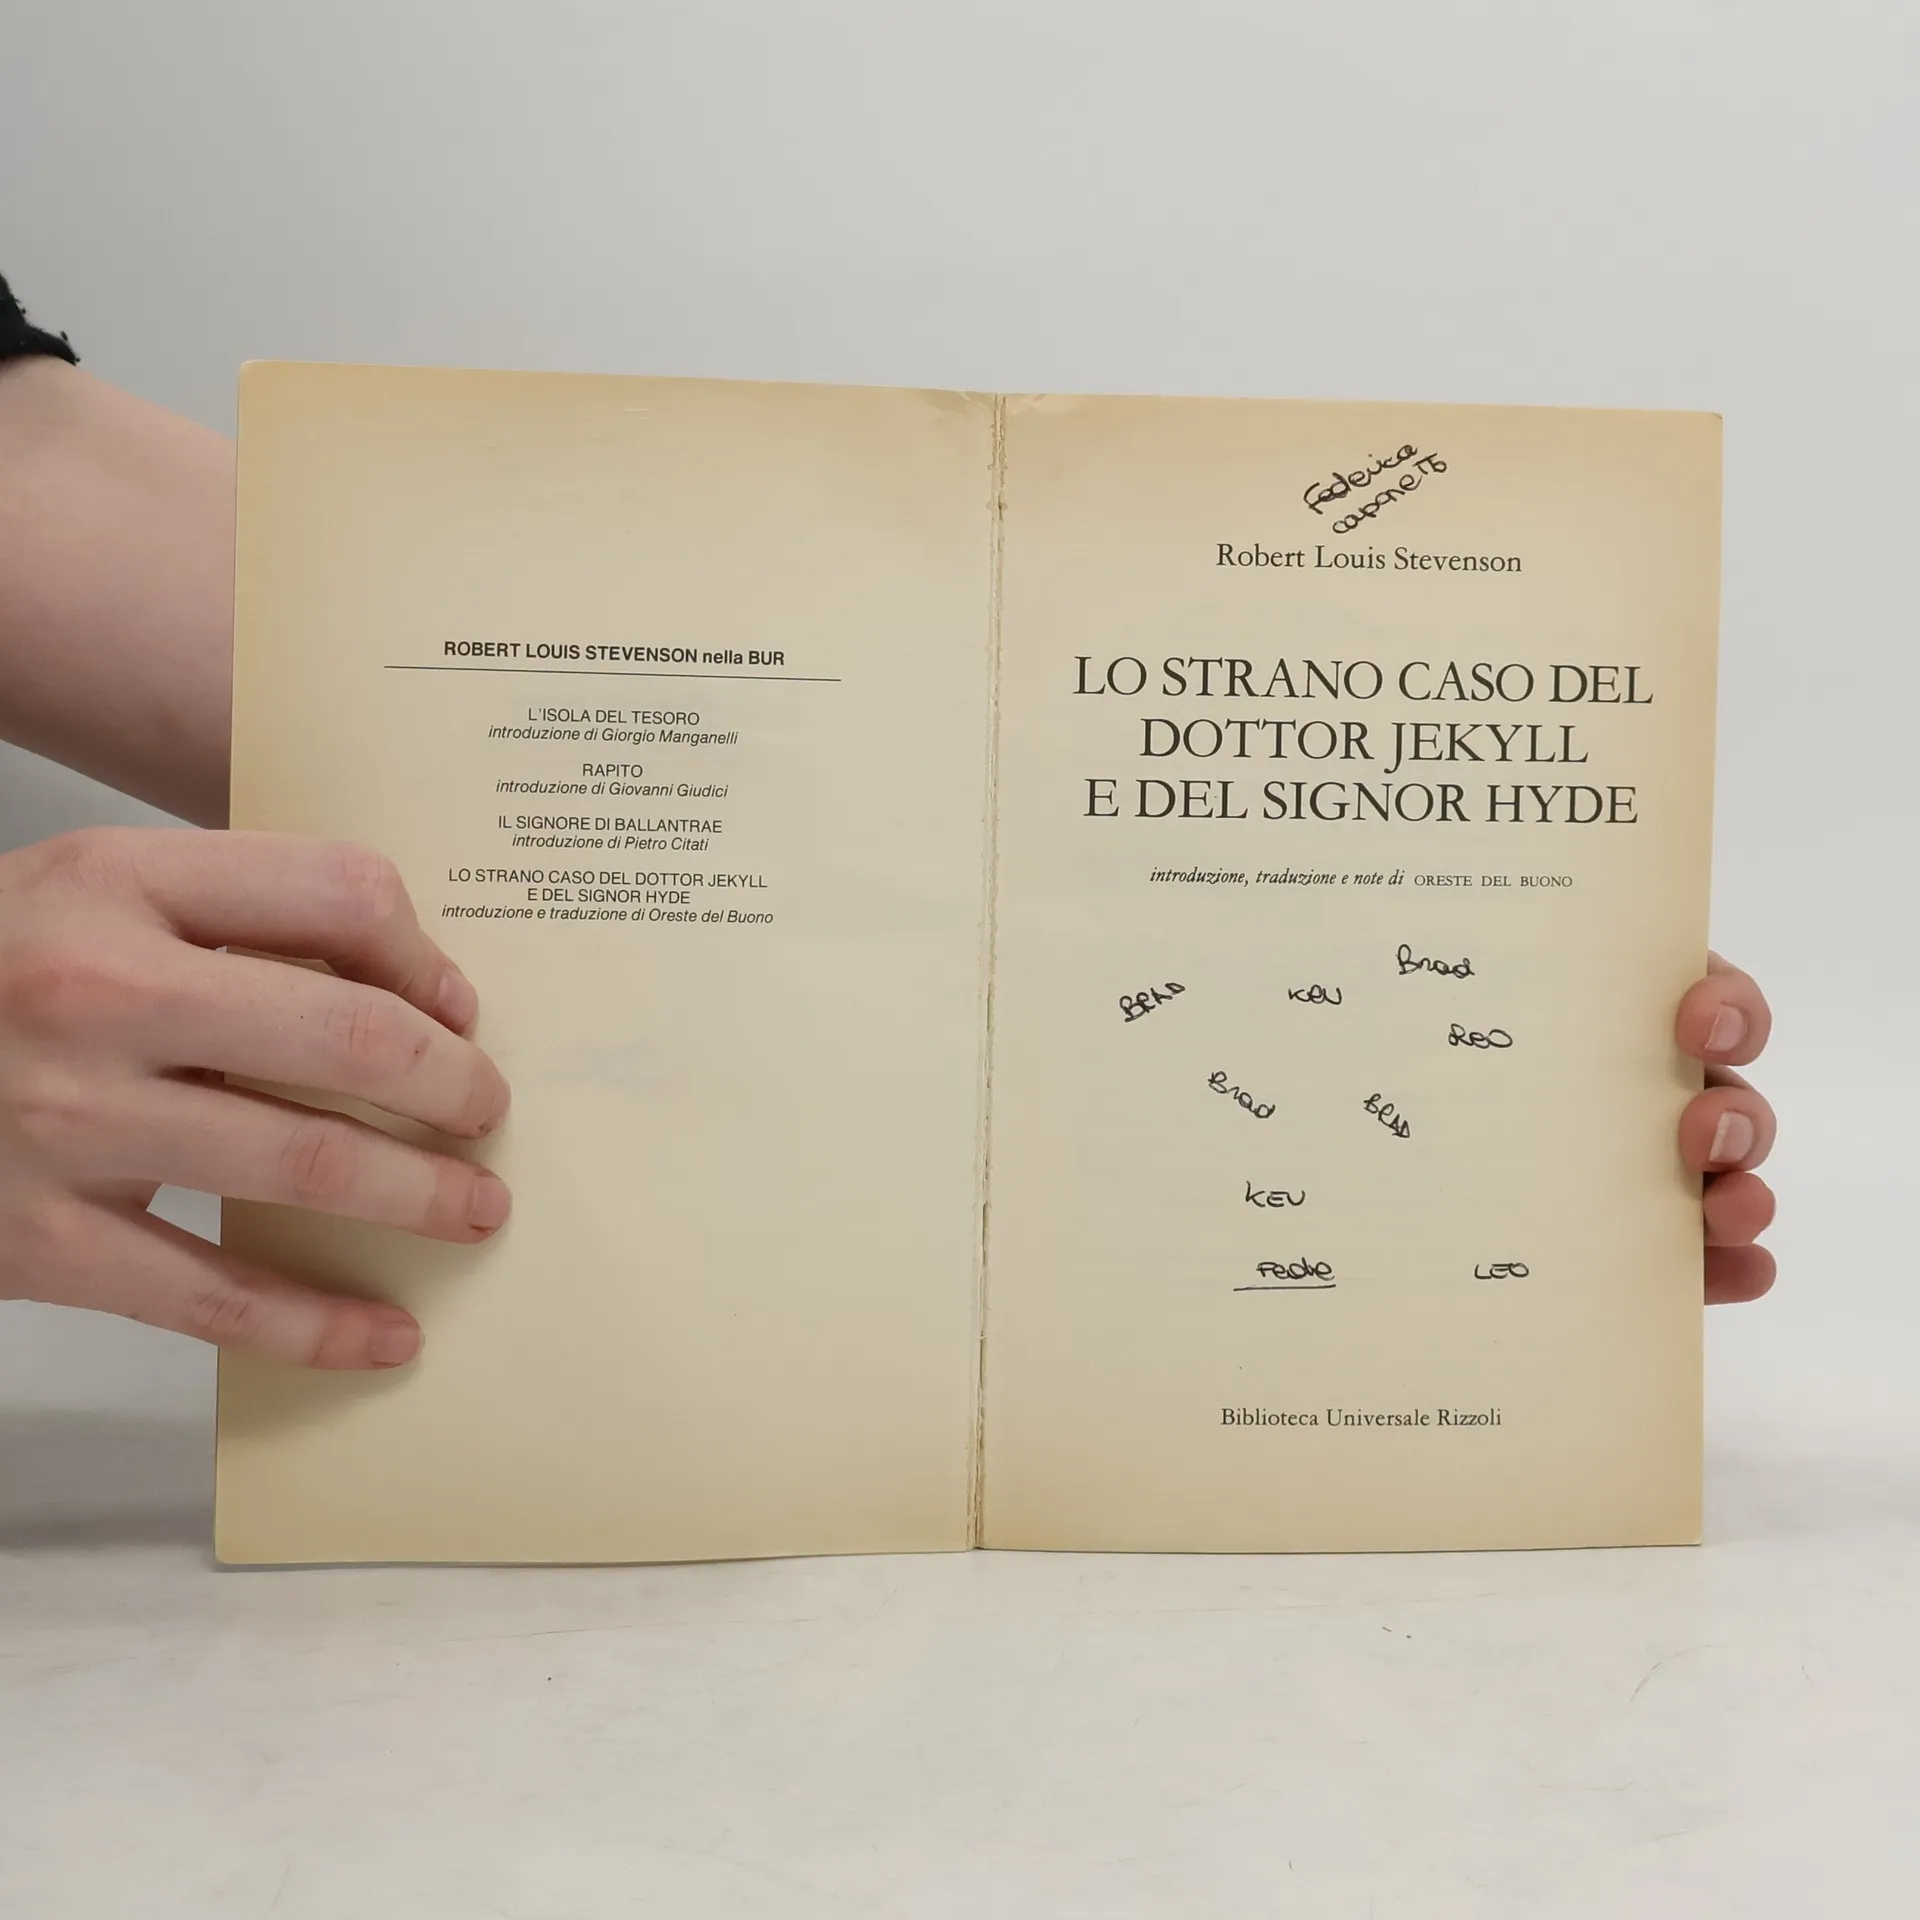 ROBERT LOUIS STEVENSON nella BUR
L'ISOLA DEL TESORO
introduzione di Giorgio Manganelli
RAPITO
introduzione di Giovanni Giudici
IL SIGNORE DI BALLANTRAE
introduzione di Pietro Citati
LO STRANO CASO DEL DOTTOR JEKYLL
E DEL SIGNOR HYDE
introduzione e traduzione di Oreste del Buono
Federica
Robert Louis Stevenson
LO STRANO CASO DEL
DOTTOR JEKYLL
E DEL SIGNOR HYDE
introduzione, traduzione e note di ORESTE DEL BUONO
Brad
BRAD
KeV
Brad
BRAD
KEV
Fede
LEO
Biblioteca Universale Rizzoli